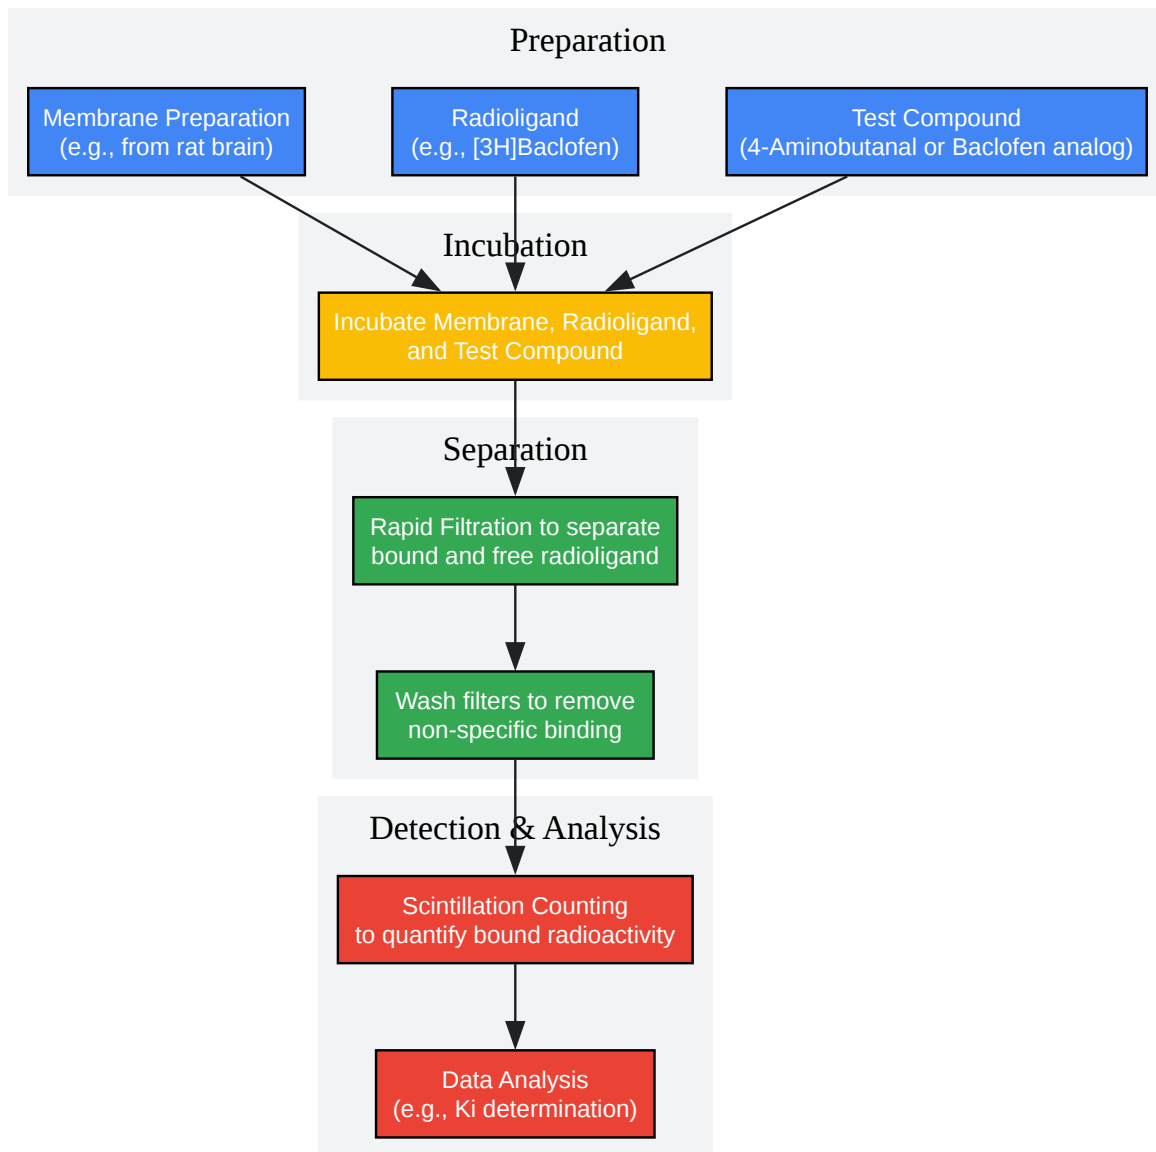 Preparation
Membrane Preparation
(e.g., from rat brain)
Radioligand
(e.g., [3H]Baclofen)
Test Compound
(4-Aminobutanal or Baclofen analog)
Incubation
Incubate Membrane, Radioligand,
and Test Compound
Separation
Rapid Filtration to separate
bound and free radioligand
Wash filters to remove
non-specific binding
Detection & Analysis
Scintillation Counting
to quantify bound radioactivity
Data Analysis
(e.g., Ki determination)